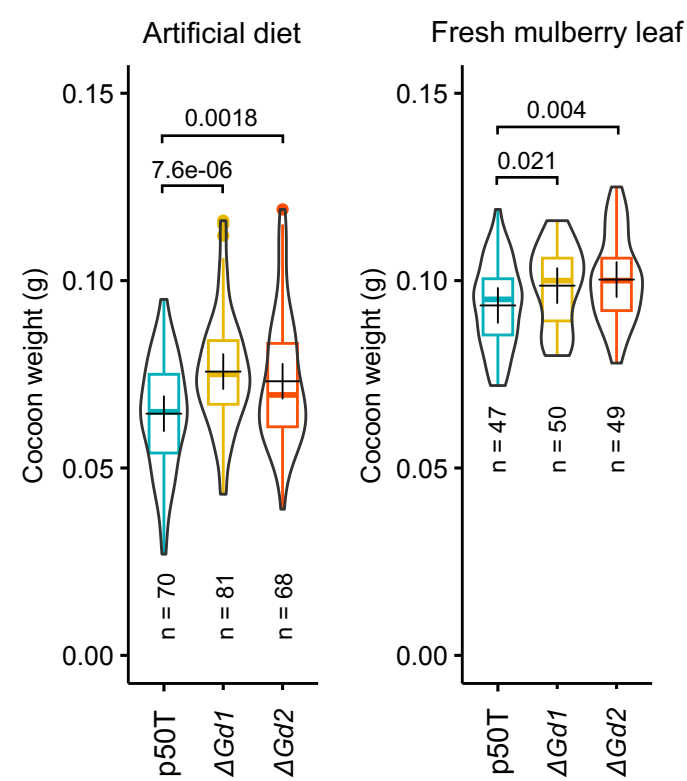 Artificial diet
Fresh mulberry leaf
0.15
0.10
0.05
0.00
Cocoon weight (g)
0.0018
7.6e-06
n = 70
n = 81
n = 68
p50T
ΔGd1
ΔGd2
0.15
0.10
0.05
0.00
Cocoon weight (g)
0.004
0.021
n = 47
n = 50
n = 49
p50T
ΔGd1
ΔGd2